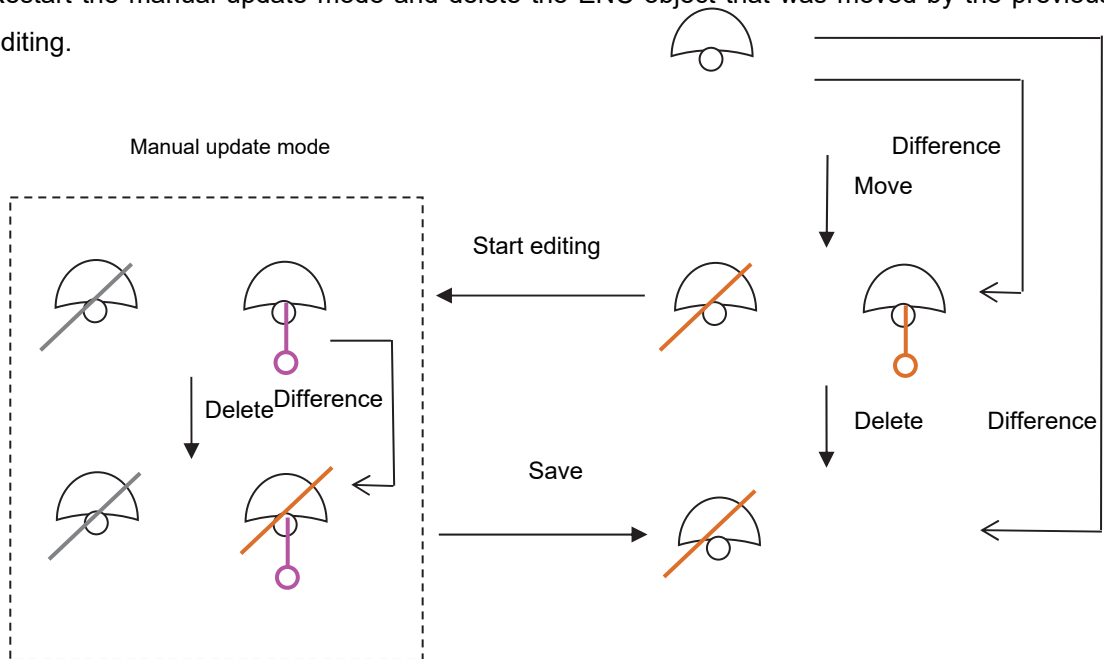 Restart the manual update mode and delete the ENC object that was moved by the previous
diting.
Manual update mode
Difference
Move
Start editing
Delete
Difference
Delete
Difference
Save